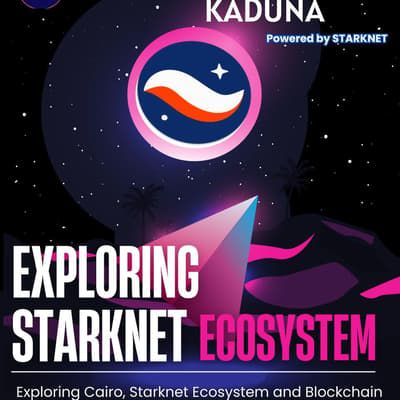 KADUNA
Powered by STARKNET
EXPLORING
STARKNET ECOSYSTEM
Exploring Cairo, Starknet Ecosystem and Blockchain